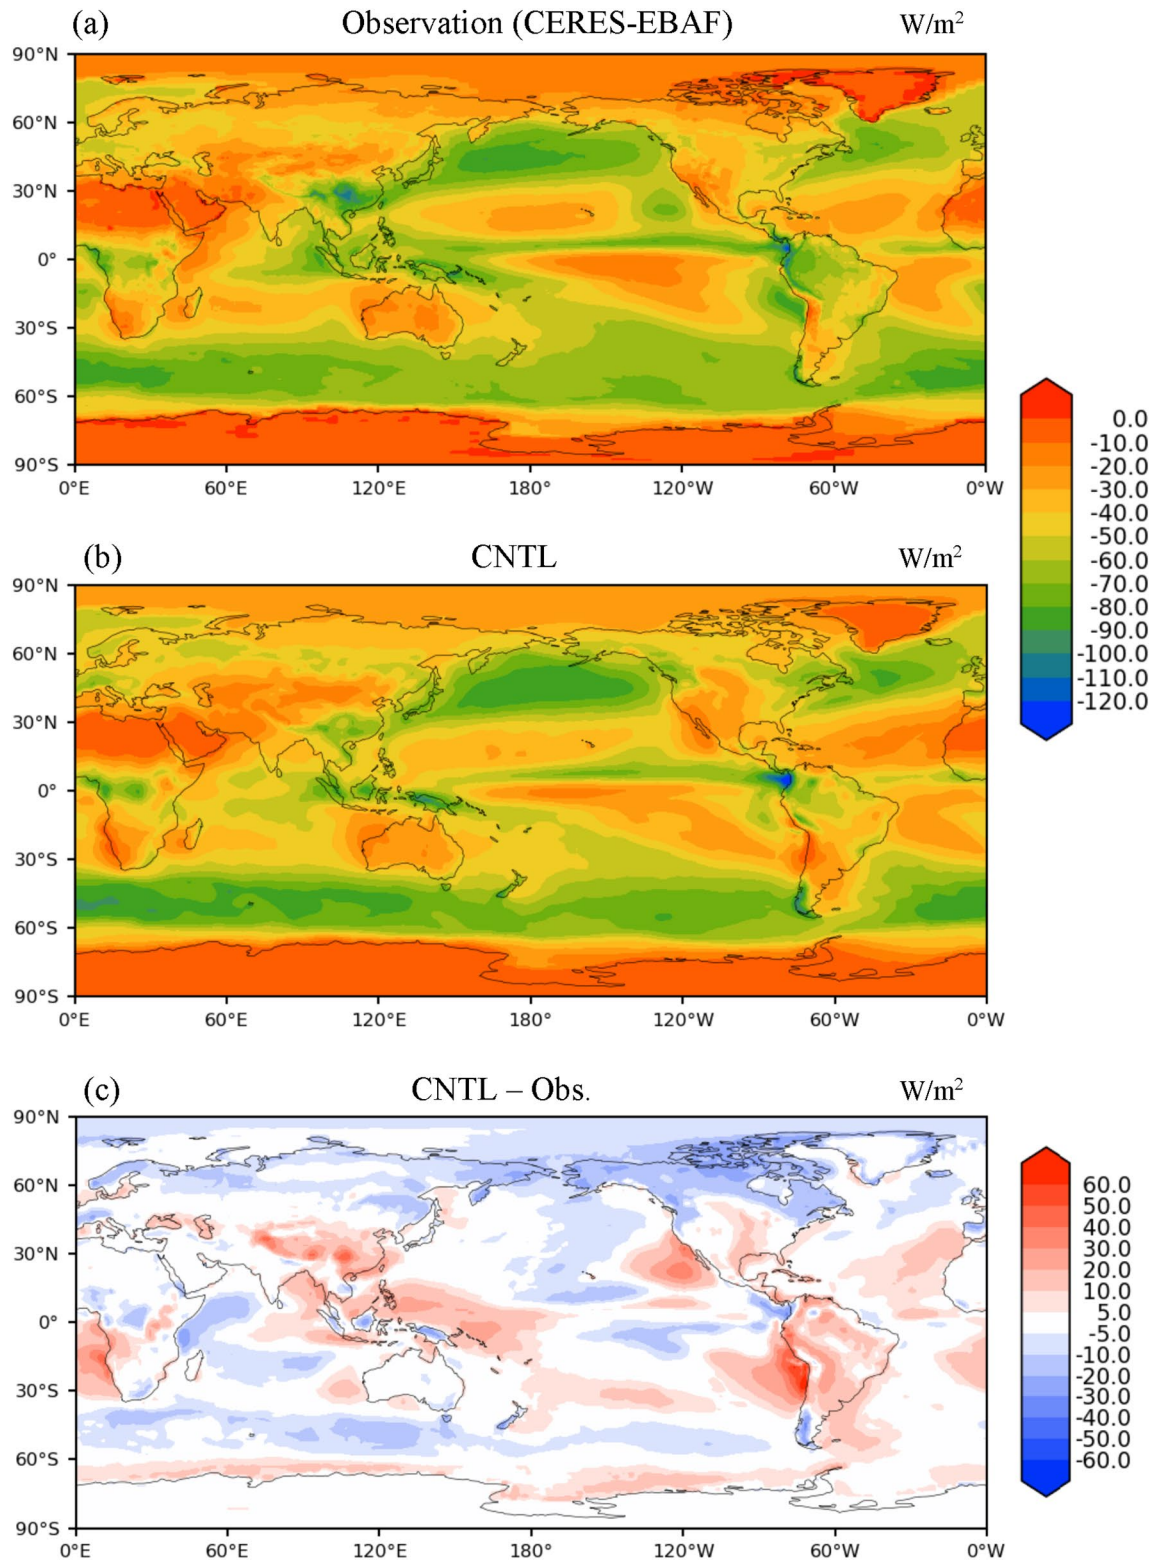 (a) Observation (CERES-EBAF) W/m²
90°N
60°N
30°N
0°
30°S
60°S
90°S
0°E 60°E 120°E 180° 120°W 60°W 0°W
0.0
-10.0
-20.0
-30.0
-40.0
-50.0
-60.0
-70.0
-80.0
-90.0
-100.0
-110.0
-120.0
(b) CNTL W/m²
90°N
60°N
30°N
0°
30°S
60°S
90°S
0°E 60°E 120°E 180° 120°W 60°W 0°W
(c) CNTL – Obs. W/m²
90°N
60°N
30°N
0°
30°S
60°S
90°S
0°E 60°E 120°E 180° 120°W 60°W 0°W
60.0
50.0
40.0
30.0
20.0
10.0
5.0
-5.0
-10.0
-20.0
-30.0
-40.0
-50.0
-60.0